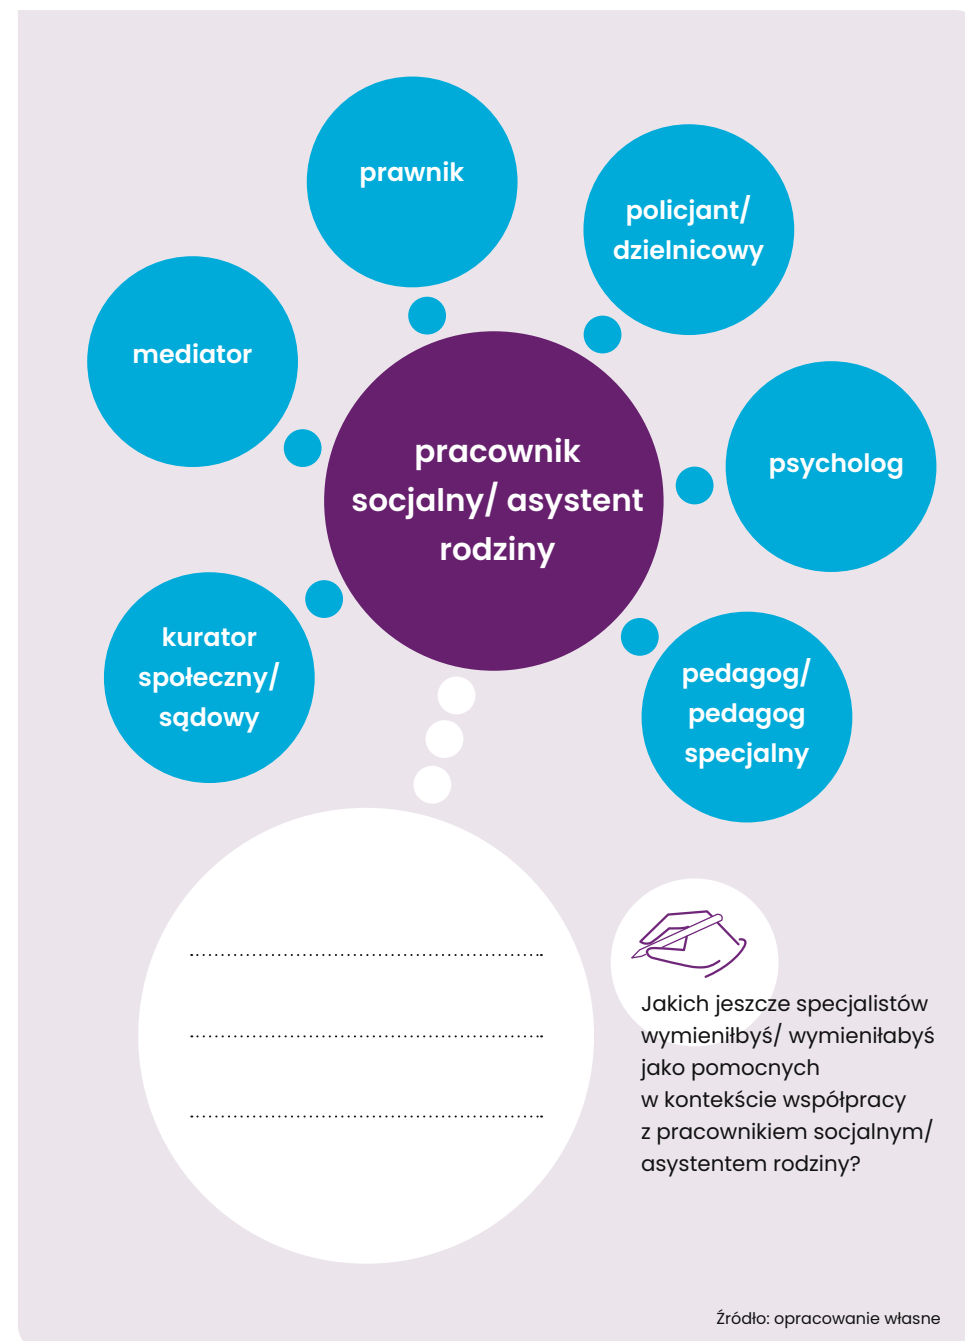 prawnik
policjant/
dzielnicowy
mediator
psycholog
pracownik
socjalny/ asystent
rodziny
kurator
społeczny/
sądowy
pedagog/
pedagog
specjalny
Jakich jeszcze specjalistów
wymieniłbyś/ wymieniłabyś
jako pomocnych
w kontekście współpracy
z pracownikiem socjalnym/
asystentem rodziny?
Źródło: opracowanie własne